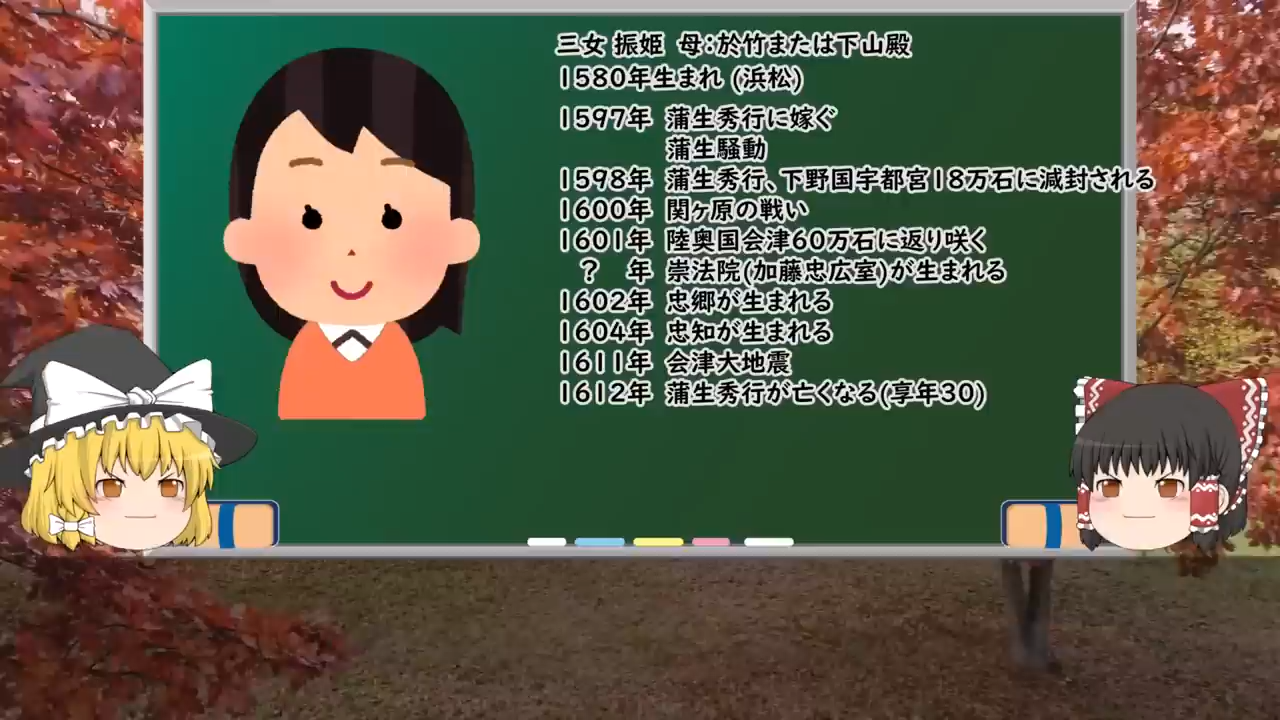 三女 振姫 母：於竹または下山殿
1580年生まれ (浜松)
1597年 蒲生秀行に嫁ぐ
蒲生騒動
1598年 蒲生秀行、下野国宇都宮18万石に減封される
1600年 関ヶ原の戦い
1601年 陸奥国会津60万石に返り咲く
？ 年 崇法院(加藤忠広室)が生まれる
1602年 忠郷が生まれる
1604年 忠知が生まれる
1611年 会津大地震
1612年 蒲生秀行が亡くなる(享年30)